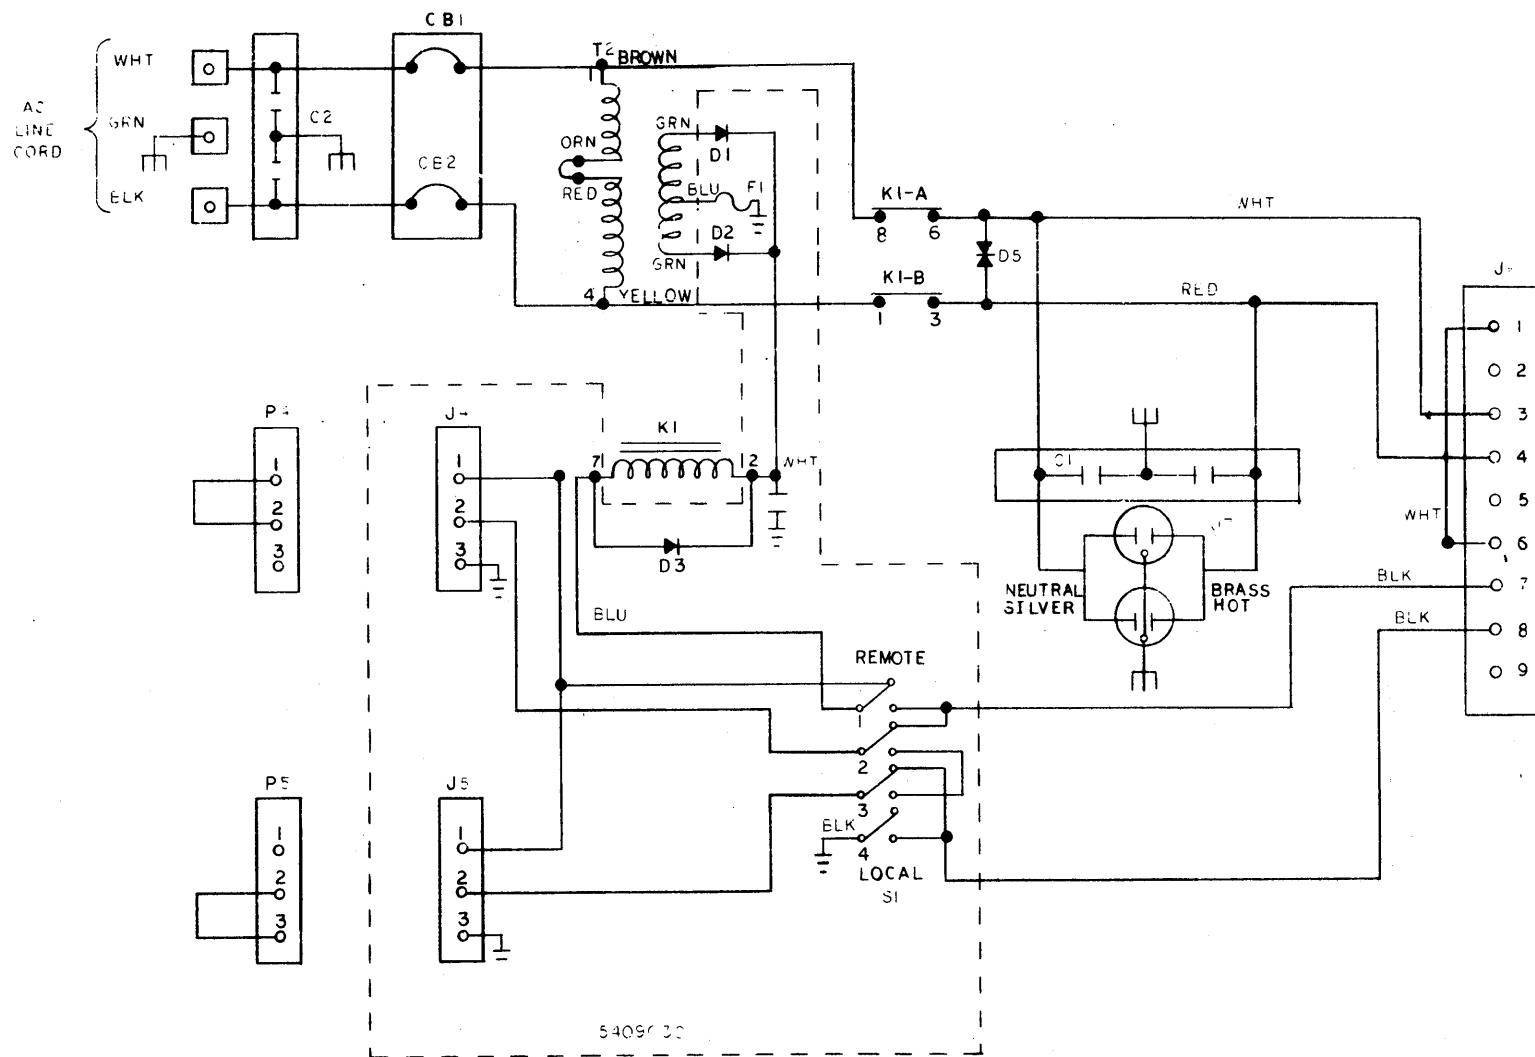 CB1
WHT
T2
BROWN
1
LINE
CORD
GRN
C2
ORN
RED
GRN
D1
BLU
F1
D2
GRN
4
YELLOW
K1-A
8
6
WHT
D5
K1-B
1
3
RED
1
2
3
4
5
6
7
8
9
WHT
BLK
BLK
P4
1
2
3
J4
1
2
3
K1
7
2
WHT
D3
C1
NEUTRAL
SILVER
BRASS
HOT
BLU
REMOTE
1
2
3
4
BLK
LOCAL
S1
P5
1
2
3
J5
1
2
3